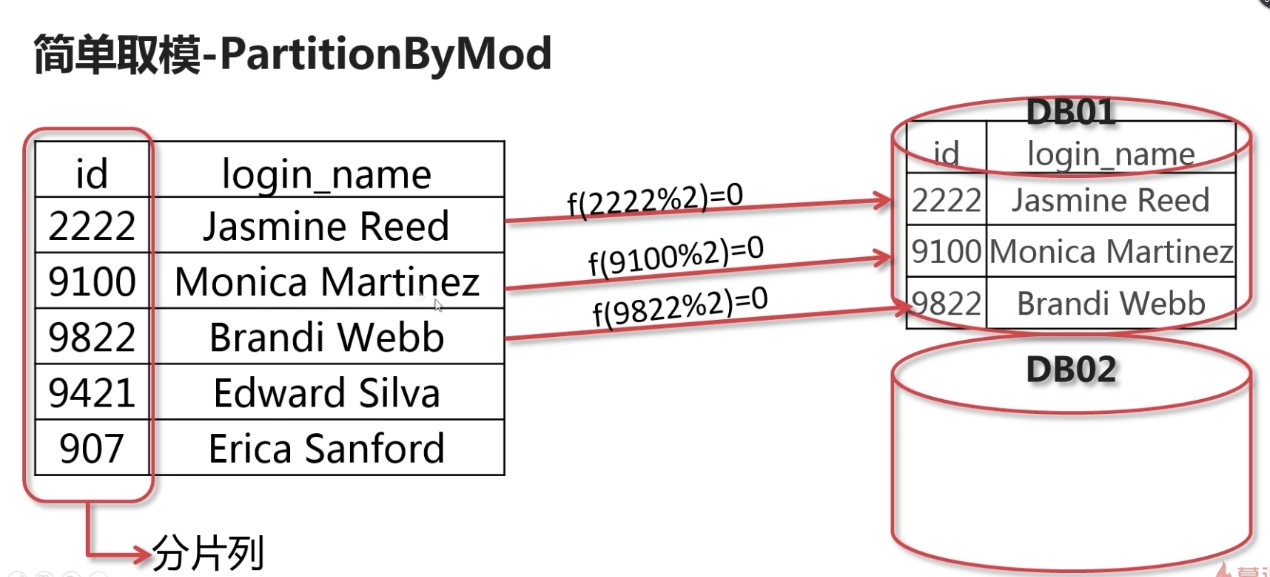 简单取模-PartitionByMod
id login_name
2222 Jasmine Reed
9100 Monica Martinez
9822 Brandi Webb
9421 Edward Silva
907 Erica Sanford
分片列
f(2222%2)=0
f(9100%2)=0
f(9822%2)=0
DB01
id login_name
2222 Jasmine Reed
9100 Monica Martinez
9822 Brandi Webb
DB02